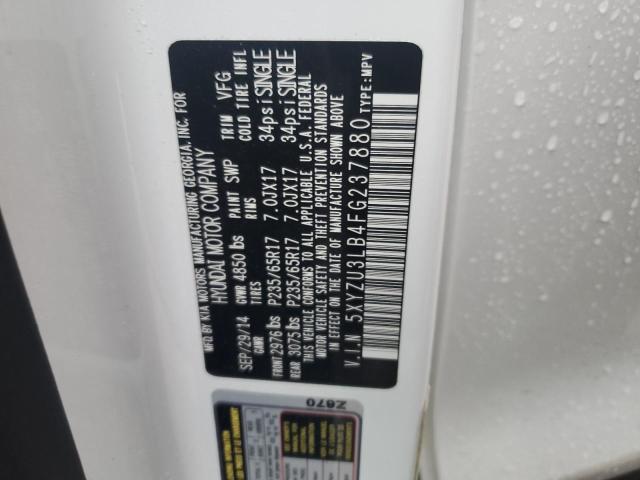 MFD BY KIA MOTORS MANUFACTURING GEORGIA, INC. FOR
HYUNDAI MOTOR COMPANY
SEP/29/14 GVWR 4850 lbs PAINT SWP TRIM VFG
GAWR TIRES RIMS COLD TIRE INFL
FRONT 2976 lbs P235/65R17 7.0JX17 34psi SINGLE
REAR 3075 lbs P235/65R17 7.0JX17 34psi SINGLE
THIS VEHICLE CONFORMS TO ALL APPLICABLE U.S.A. FEDERAL
MOTOR VEHICLE SAFETY AND THEFT PREVENTION STANDARDS
IN EFFECT ON THE DATE OF MANUFACTURE SHOWN ABOVE
V.I.N 5XYZU3LB4FG237880 TYPE:MPV
Z670